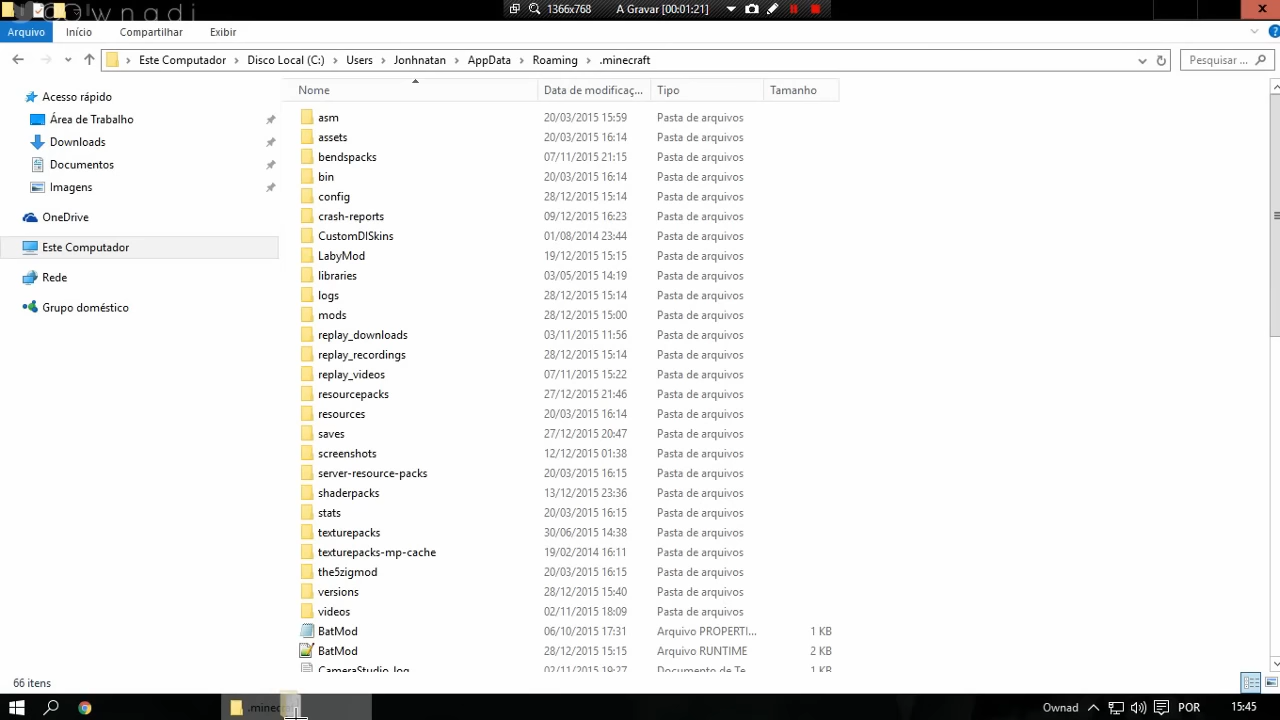 1366x768 A Gravar [00:01:21]
Arquivo Início Compartilhar Exibir
Este Computador Disco Local (C:) Users Jonhnatan AppData Roaming .minecraft Pesquisar ...
Nome Data de modificaç... Tipo Tamanho
Acesso rápido
Área de Trabalho
Downloads
Documentos
Imagens
OneDrive
Este Computador
Rede
Grupo doméstico
asm 20/03/2015 15:59 Pasta de arquivos
assets 20/03/2015 16:14 Pasta de arquivos
bendspacks 07/11/2015 21:15 Pasta de arquivos
bin 20/03/2015 16:14 Pasta de arquivos
config 28/12/2015 15:14 Pasta de arquivos
crash-reports 09/12/2015 16:23 Pasta de arquivos
CustomDISkins 01/08/2014 23:44 Pasta de arquivos
LabyMod 19/12/2015 15:15 Pasta de arquivos
libraries 03/05/2015 14:19 Pasta de arquivos
logs 28/12/2015 15:14 Pasta de arquivos
mods 28/12/2015 15:00 Pasta de arquivos
replay_downloads 03/11/2015 11:56 Pasta de arquivos
replay_recordings 28/12/2015 15:14 Pasta de arquivos
replay_videos 07/11/2015 15:22 Pasta de arquivos
resourcepacks 27/12/2015 21:46 Pasta de arquivos
resources 20/03/2015 16:14 Pasta de arquivos
saves 27/12/2015 20:47 Pasta de arquivos
screenshots 12/12/2015 01:38 Pasta de arquivos
server-resource-packs 20/03/2015 16:15 Pasta de arquivos
shaderpacks 13/12/2015 23:36 Pasta de arquivos
stats 20/03/2015 16:15 Pasta de arquivos
texturepacks 30/06/2015 14:38 Pasta de arquivos
texturepacks-mp-cache 19/02/2014 16:11 Pasta de arquivos
the5zigmod 20/03/2015 16:15 Pasta de arquivos
versions 28/12/2015 15:40 Pasta de arquivos
videos 02/11/2015 18:09 Pasta de arquivos
BatMod 06/10/2015 17:31 Arquivo PROPERTI... 1 KB
BatMod 28/12/2015 15:15 Arquivo RUNTIME 2 KB
CameraStudio.log 02/11/2015 19:27 Documento de Te... 1 KB
66 itens
Ownad POR 15:45